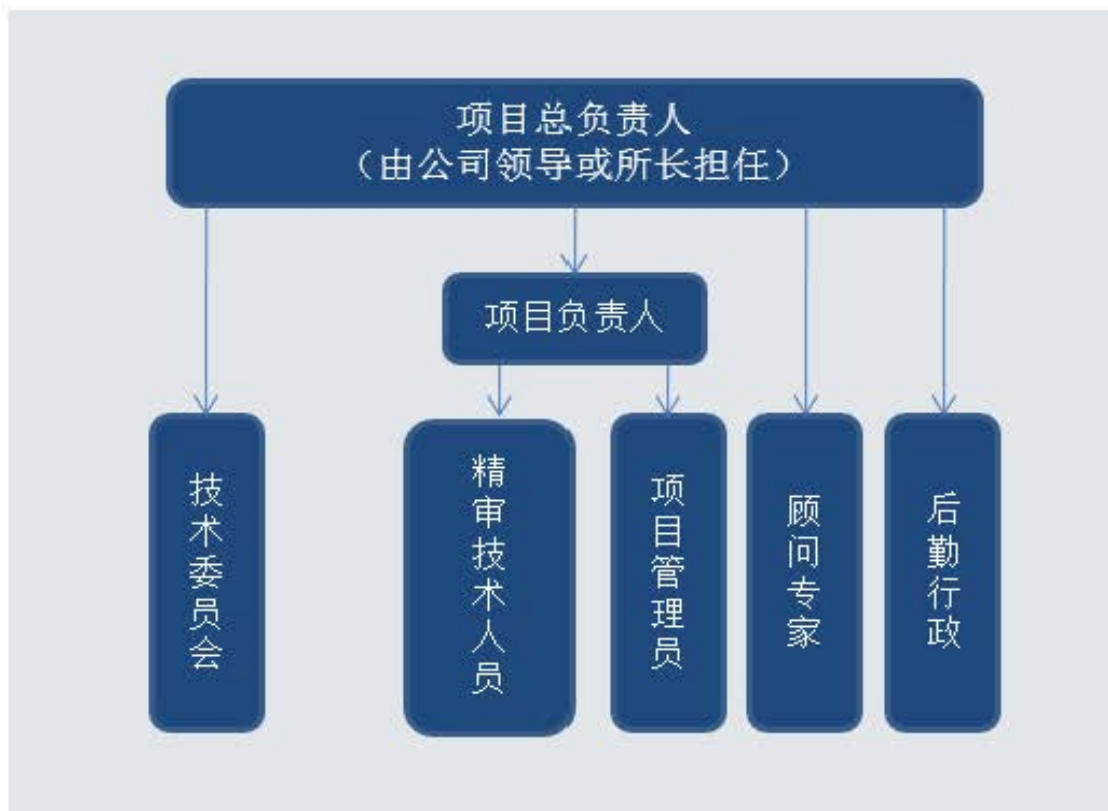 项目总负责人
（由公司领导或所长担任）
项目负责人
技术委员会
精审技术人员
项目管理员
顾问专家
后勤行政